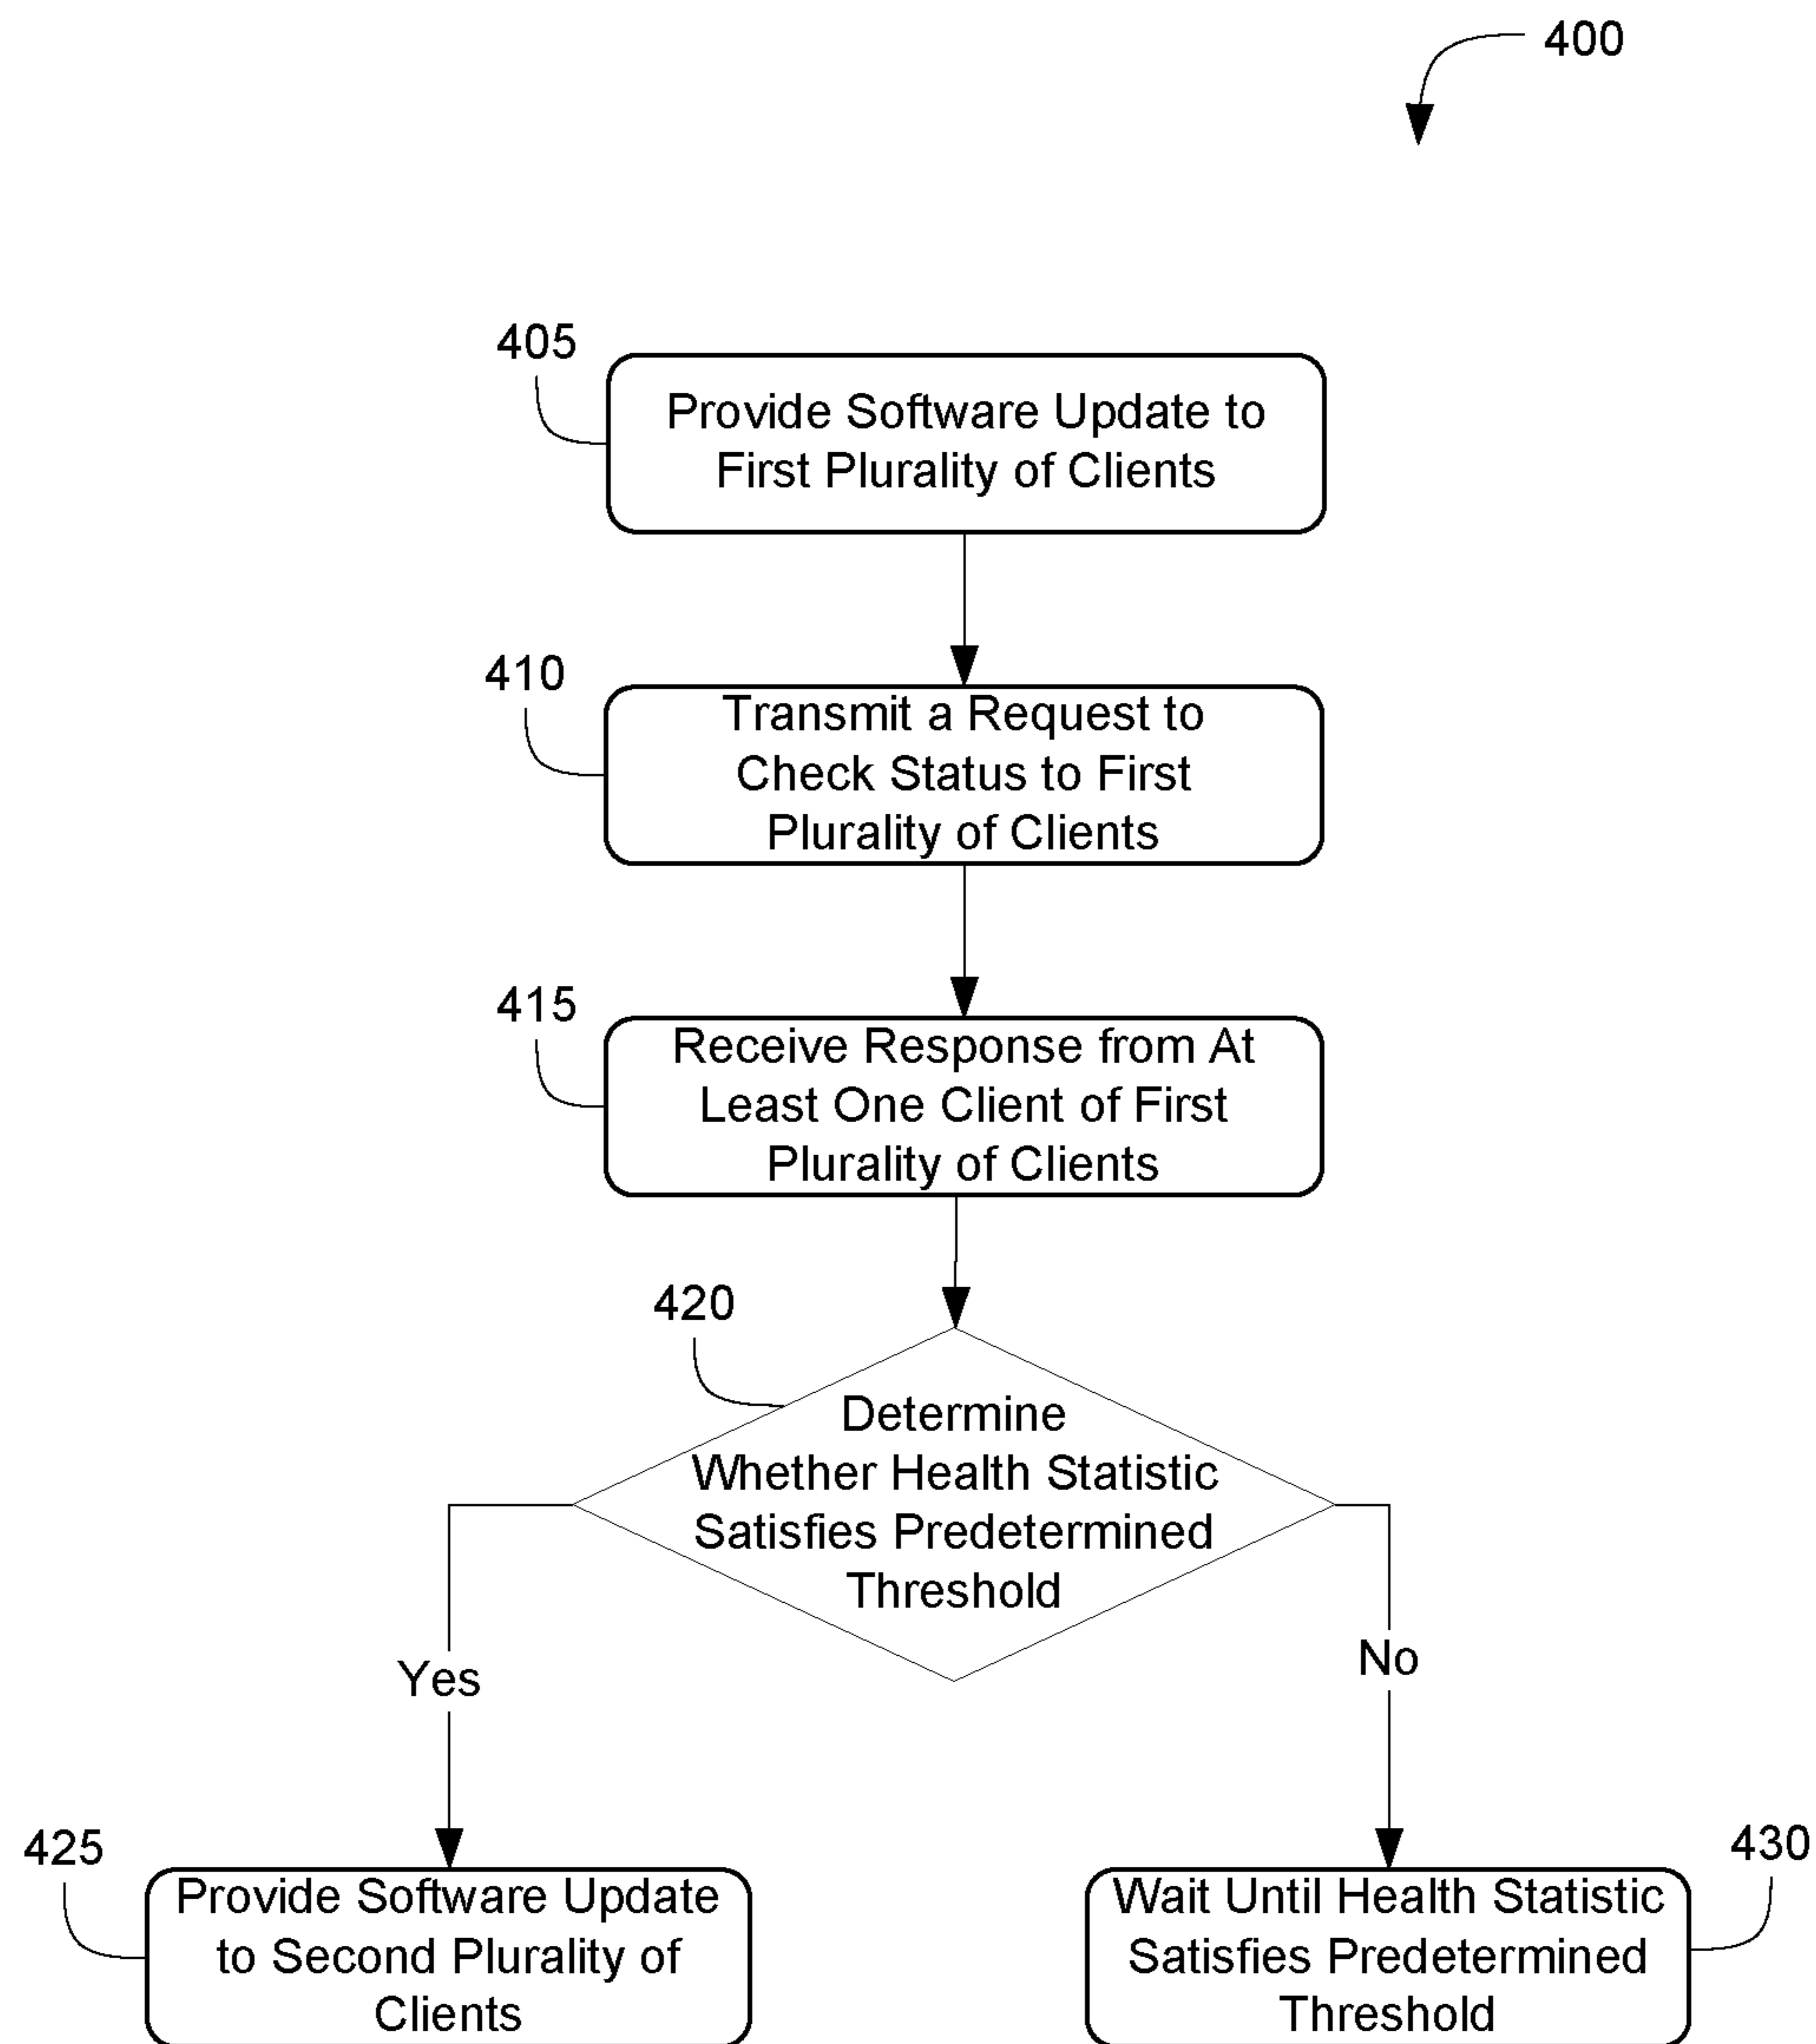 400
405
Provide Software Update to
First Plurality of Clients
410
Transmit a Request to
Check Status to First
Plurality of Clients
415
Receive Response from At
Least One Client of First
Plurality of Clients
420
Determine
Whether Health Statistic
Satisfies Predetermined
Threshold
Yes
No
425
Provide Software Update
to Second Plurality of
Clients
430
Wait Until Health Statistic
Satisfies Predetermined
Threshold